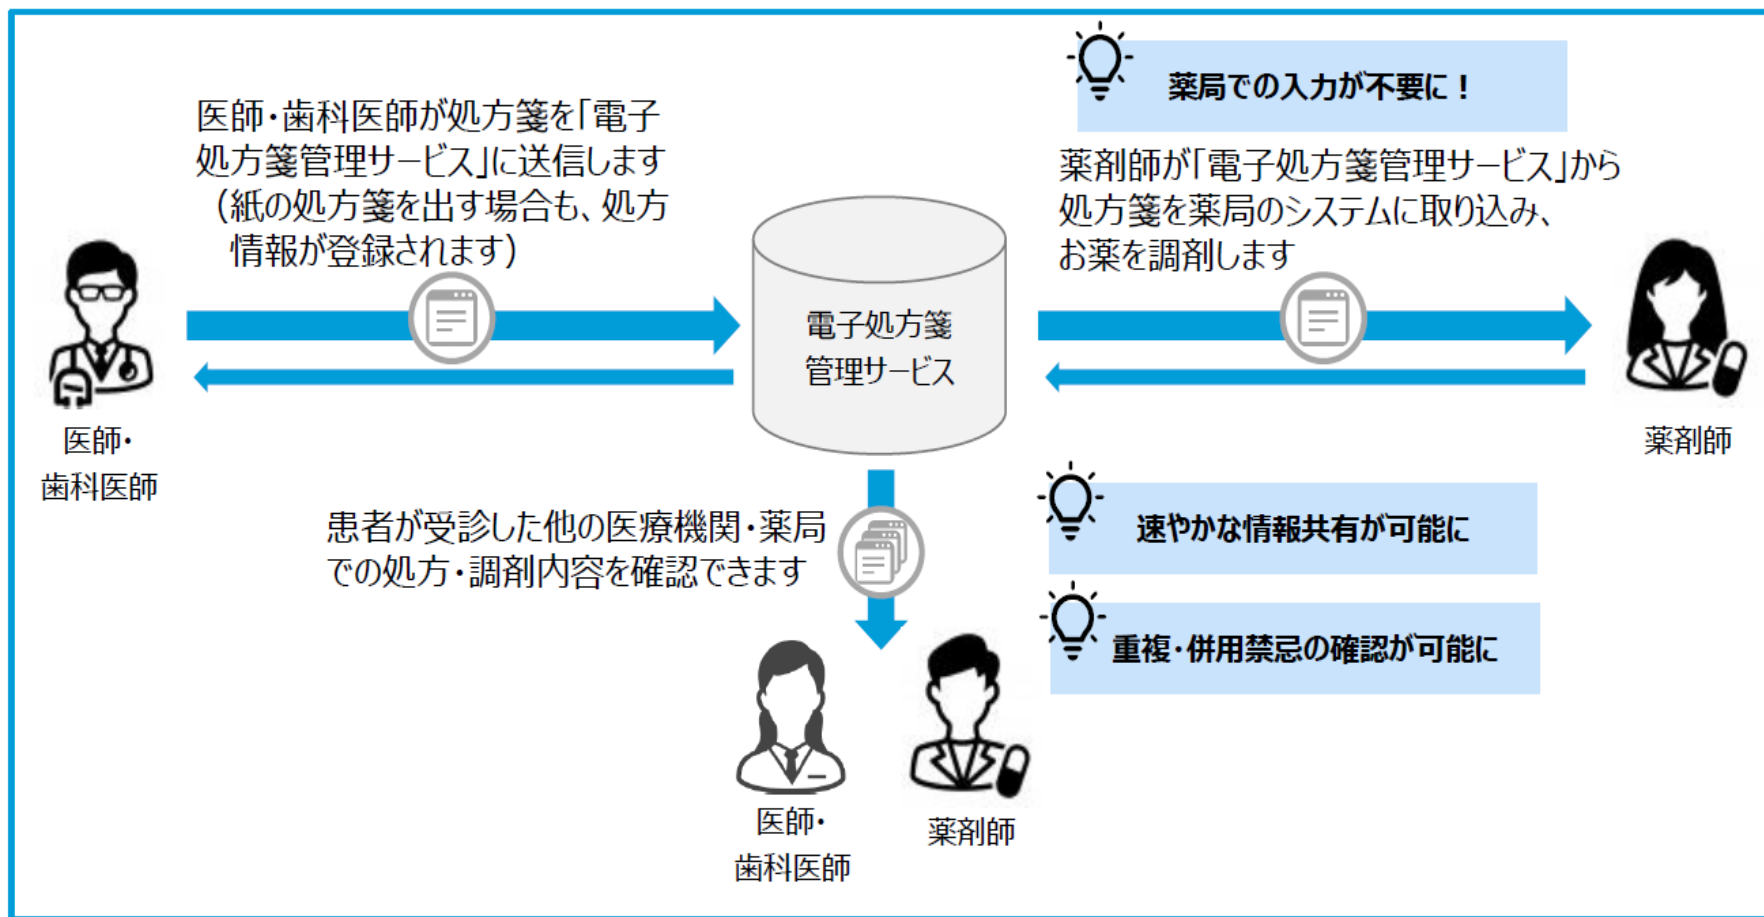 医師・歯科医師が処方箋を「電子
処方箋管理サービス」に送信します
（紙の処方箋を出す場合も、処方
情報が登録されます）
薬局での入力が不要に！
薬剤師が「電子処方箋管理サービス」から
処方箋を薬局のシステムに取り込み、
お薬を調剤します
電子処方箋
管理サービス
医師・
歯科医師
薬剤師
患者が受診した他の医療機関・薬局
での処方・調剤内容を確認できます
速やかな情報共有が可能に
重複・併用禁忌の確認が可能に
医師・
歯科医師
薬剤師